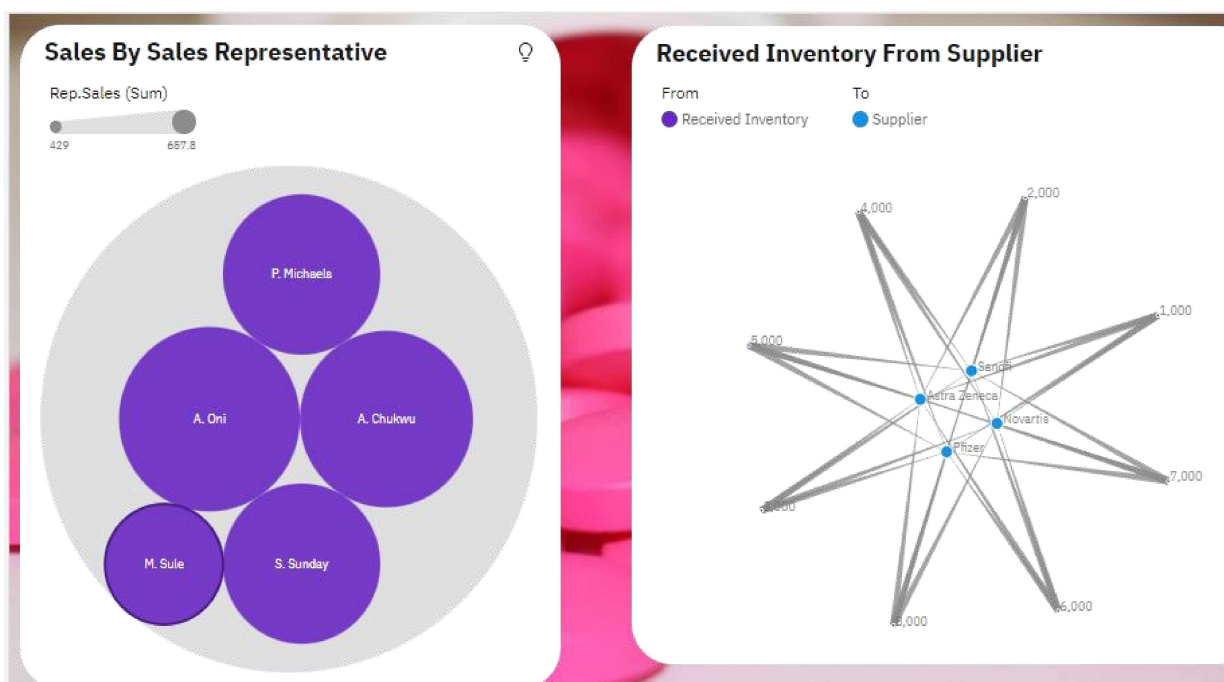 Sales By Sales Representative
Rep.Sales (Sum)
429
657.8
P. Michaels
A. Oni
A. Chukwu
M. Sule
S. Sunday
Received Inventory From Supplier
From
To
Received Inventory
Supplier
2,000
4,000
1,000
5,000
Sanofi
Astra Zeneca
Novartis
Pfizer
7,000
6,000